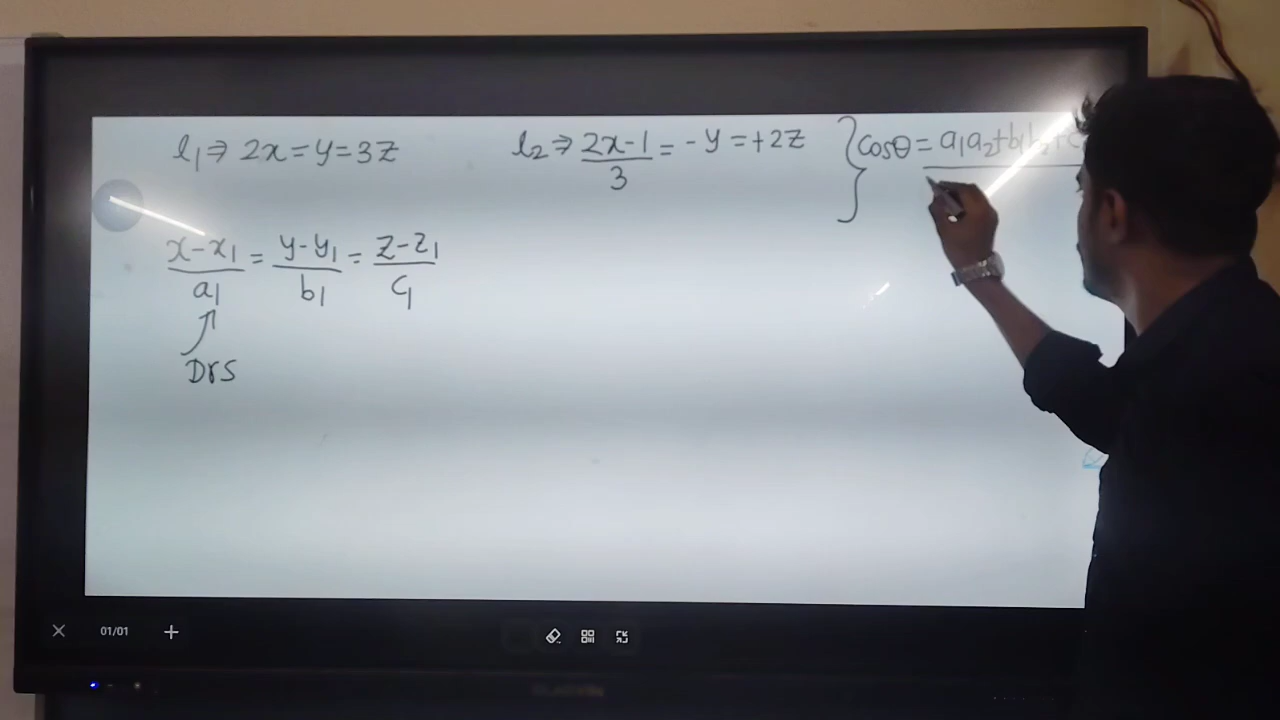 l₁ ⇒ 2x = y = 3z
l₂ ⇒ (2x-1)/3 = -y = +2z
} cosθ = a₁a₂+b₁b₂+c
(x-x₁)/a₁ = (y-y₁)/b₁ = (z-z₁)/c₁
Drs
01/01